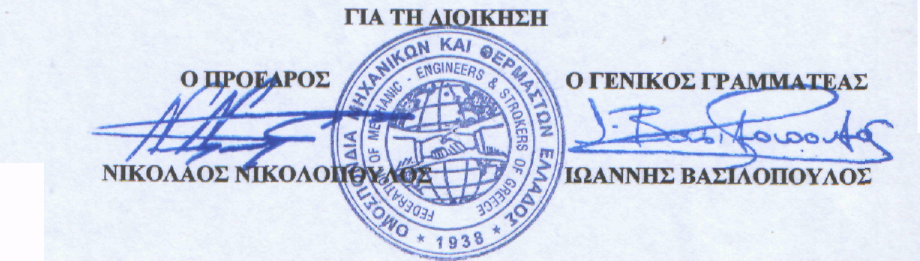 ΓΙΑ ΤΗ ΔΙΟΙΚΗΣΗ
Ο ΠΡΟΕΔΡΟΣ
Ο ΓΕΝΙΚΟΣ ΓΡΑΜΜΑΤΕΑΣ
ΟΜΟΣΠΟΝΔΙΑ ΜΗΧΑΝΙΚΩΝ ΚΑΙ ΘΕΡΜΑΣΤΩΝ ΕΛΛΑΔΟΣ
FEDERATION OF MECHANIC - ENGINEERS & STROKERS OF GREECE
* 1938 *
ΝΙΚΟΛΑΟΣ ΝΙΚΟΛΟΠΟΥΛΟΣ
ΙΩΑΝΝΗΣ ΒΑΣΙΛΟΠΟΥΛΟΣ